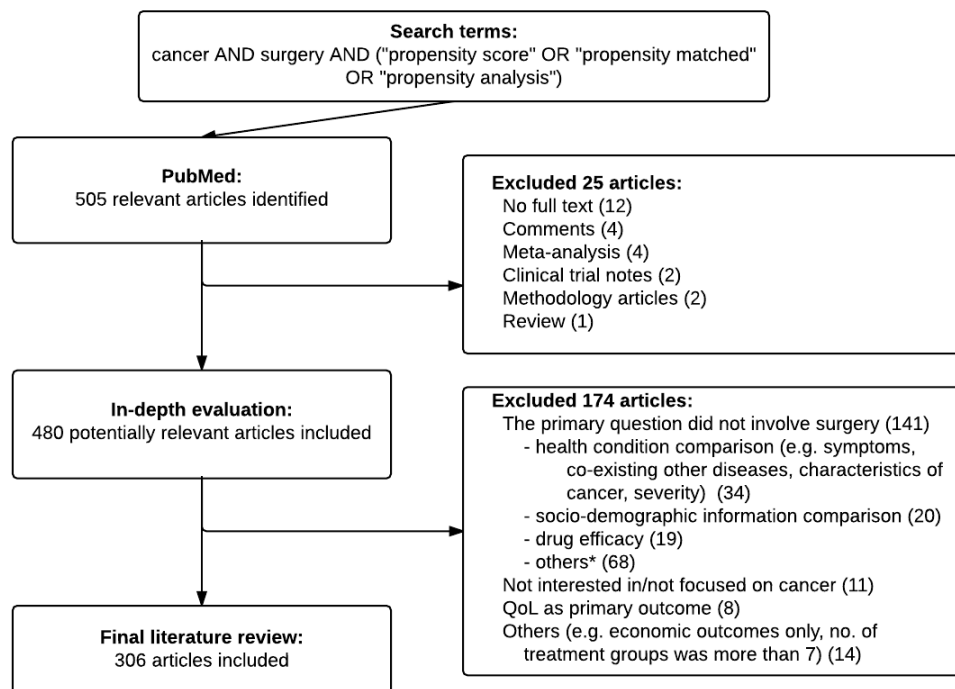 Search terms:
cancer AND surgery AND ("propensity score" OR "propensity matched"
OR "propensity analysis")
PubMed:
505 relevant articles identified
Excluded 25 articles:
No full text (12)
Comments (4)
Meta-analysis (4)
Clinical trial notes (2)
Methodology articles (2)
Review (1)
In-depth evaluation:
480 potentially relevant articles included
Excluded 174 articles:
The primary question did not involve surgery (141)
- health condition comparison (e.g. symptoms,
co-existing other diseases, characteristics of
cancer, severity) (34)
- socio-demographic information comparison (20)
- drug efficacy (19)
- others* (68)
Not interested in/not focused on cancer (11)
QoL as primary outcome (8)
Others (e.g. economic outcomes only, no. of
treatment groups was more than 7) (14)
Final literature review:
306 articles included